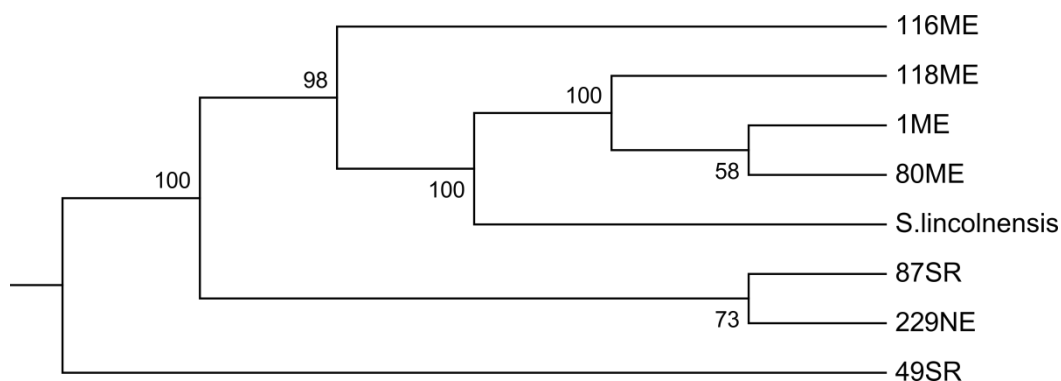 116ME
98
118ME
100
1ME
58
80ME
100
100
S.lincolnensis
87SR
73
229NE
49SR